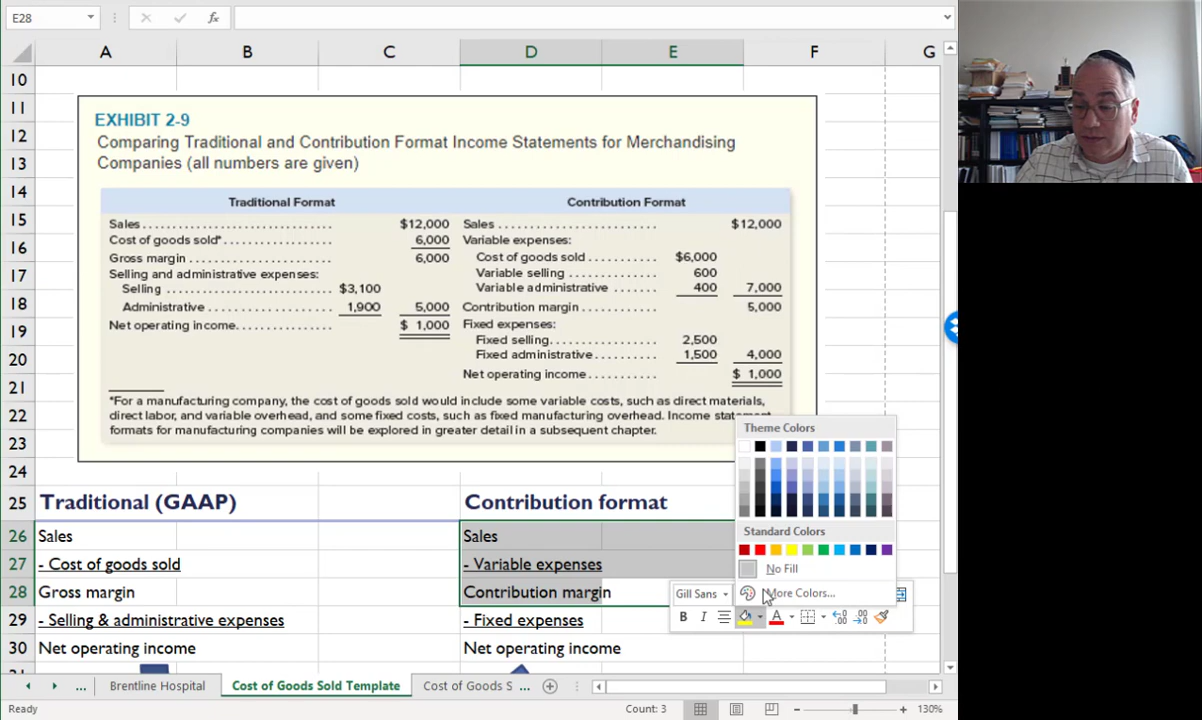 E28
fx
A B C D E F G
10
11 EXHIBIT 2-9
12 Comparing Traditional and Contribution Format Income Statements for Merchandising
13 Companies (all numbers are given)
14 Traditional Format Contribution Format
15 Sales $12,000 Sales $12,000
16 Cost of goods sold* 6,000 Variable expenses:
Gross margin 6,000 Cost of goods sold $6,000
17 Selling and administrative expenses: Variable selling 600
Selling $3,100 Variable administrative 400 7,000
18 Administrative 1,900 5,000 Contribution margin 5,000
19 Net operating income $ 1,000 Fixed expenses:
Fixed selling 2,500
20 Fixed administrative 1,500 4,000
Net operating income $ 1,000
21
*For a manufacturing company, the cost of goods sold would include some variable costs, such as direct materials,
22 direct labor, and variable overhead, and some fixed costs, such as fixed manufacturing overhead. Income
23 formats for manufacturing companies will be explored in greater detail in a subsequent chapter.
24
25 Traditional (GAAP) Contribution format
26 Sales Sales
27 - Cost of goods sold - Variable expenses
28 Gross margin Contribution margin
29 - Selling & administrative expenses - Fixed expenses
30 Net operating income Net operating income
Theme Colors
Standard Colors
No Fill
More Colors...
Gill Sans
B I A
... Brentline Hospital Cost of Goods Sold Template Cost of Goods S ...
Ready Count: 3 130%